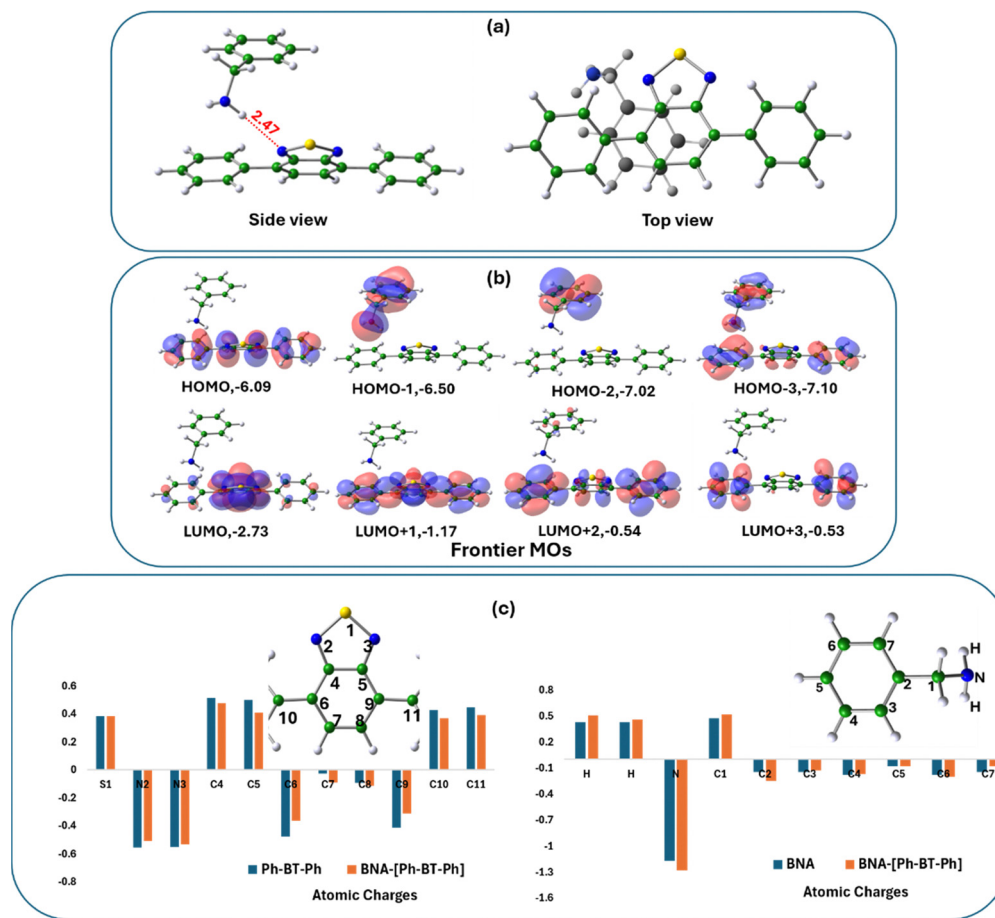 (a)
2.47
Side view
Top view
(b)
HOMO,-6.09
HOMO-1,-6.50
HOMO-2,-7.02
HOMO-3,-7.10
LUMO,-2.73
LUMO+1,-1.17
LUMO+2,-0.54
LUMO+3,-0.53
Frontier MOs
(c)
1
2 3
4 5
6 9
10 7 8 11
0.6
0.4
0.2
0
-0.2
-0.4
-0.6
-0.8
S1 N2 N3 C4 C5 C6 C7 C8 C9 C10 C11
Ph-BT-Ph BNA-[Ph-BT-Ph]
Atomic Charges
6 7 H
5 2 1 N
4 3 H
0.8
0.5
0.2
-0.1
-0.4
-0.7
-1
-1.3
-1.6
H H N C1 C2 C3 C4 C5 C6 C7
BNA BNA-[Ph-BT-Ph]
Atomic Charges